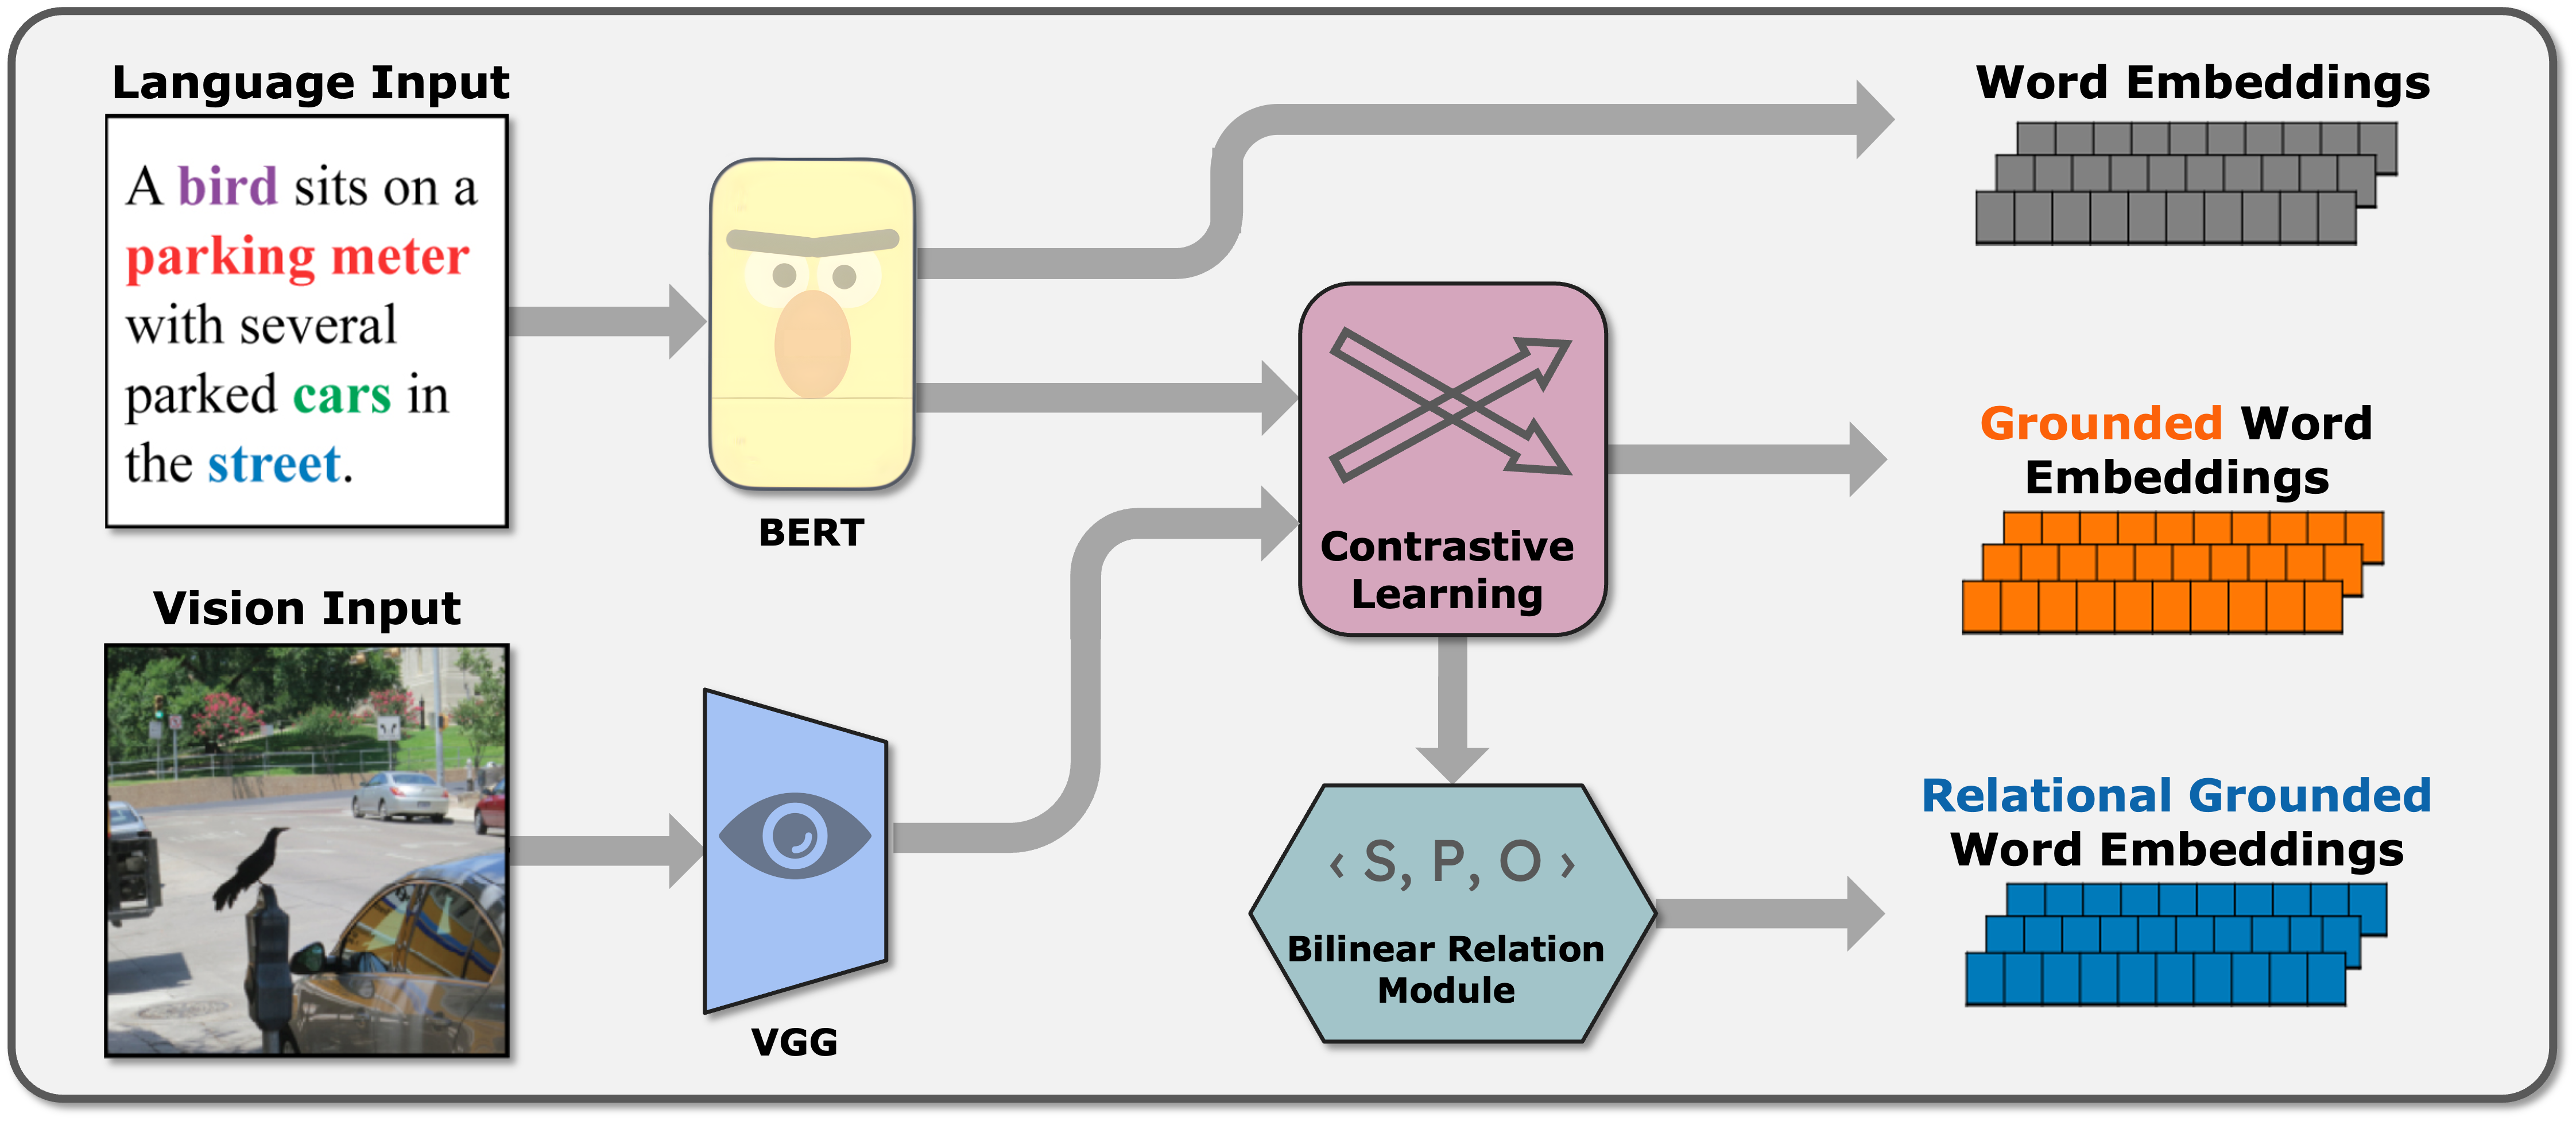 Language Input
A bird sits on a
parking meter
with several
parked cars in
the street.
BERT
Vision Input
VGG
Contrastive
Learning
‹ S, P, O ›
Bilinear Relation
Module
Word Embeddings
Grounded Word
Embeddings
Relational Grounded
Word Embeddings